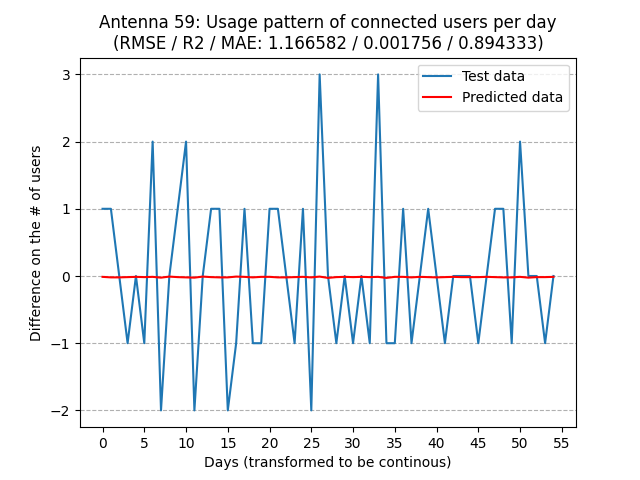 Antenna 59: Usage pattern of connected users per day
(RMSE / R2 / MAE: 1.166582 / 0.001756 / 0.894333)
Test data
Predicted data
Difference on the # of users
3
2
1
0
−1
−2
0 5 10 15 20 25 30 35 40 45 50 55
Days (transformed to be continous)